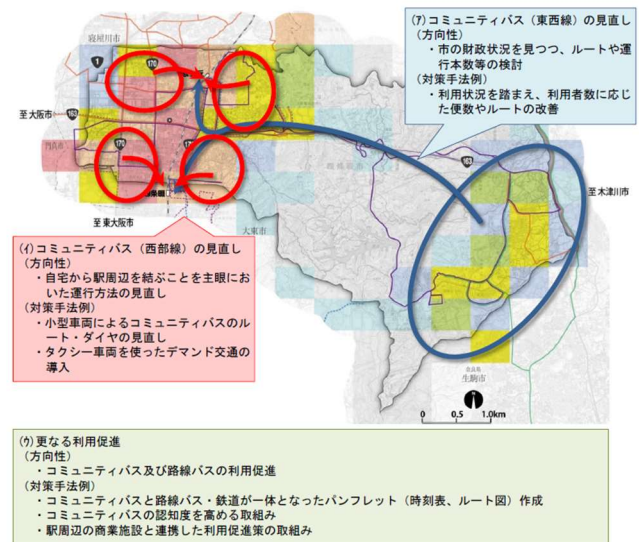 (ｱ)コミュニティバス（東西線）の見直し
（方向性）
・市の財政状況を見つつ、ルートや運
行本数等の検討
（対策手法例）
・利用状況を踏まえ、利用者数に応じ
た便数やルートの改善
寝屋川市
1
170
163
至大阪市
門真市
170
至東大阪市
大東市
163
至木津川市
奈良県
生駒市
0 0.5 1.0km
(ｲ)コミュニティバス（西部線）の見直し
（方向性）
・自宅から駅周辺を結ぶことを主眼にお
いた運行方法の見直し
（対策手法例）
・小型車両によるコミュニティバスのル
ート・ダイヤの見直し
・タクシー車両を使ったデマンド交通の
導入
(ｳ)更なる利用促進
（方向性）
・コミュニティバス及び路線バスの利用促進
（対策手法例）
・コミュニティバスと路線バス・鉄道が一体となったパンフレット（時刻表、ルート図）作成
・コミュニティバスの認知度を高める取組み
・駅周辺の商業施設と連携した利用促進策の取組み